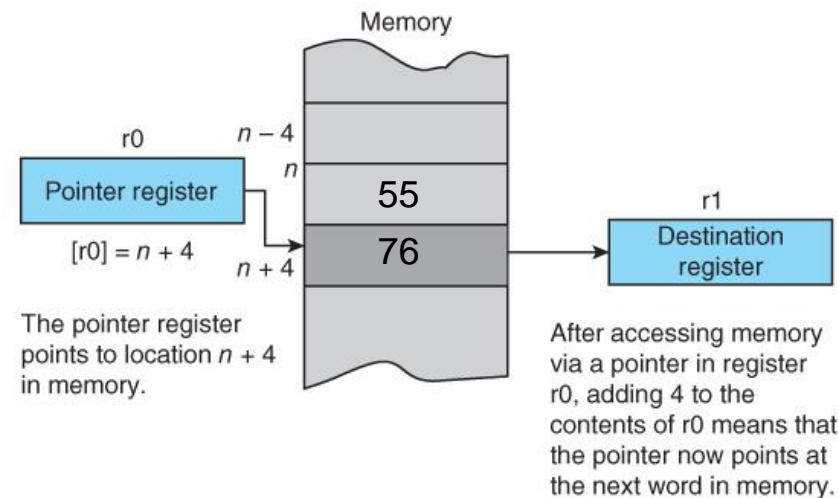 Memory
r0
n – 4
n
Pointer register
55
r1
[r0] = n + 4
n + 4
76
Destination
register
The pointer register
points to location n + 4
in memory.
After accessing memory
via a pointer in register
r0, adding 4 to the
contents of r0 means that
the pointer now points at
the next word in memory.